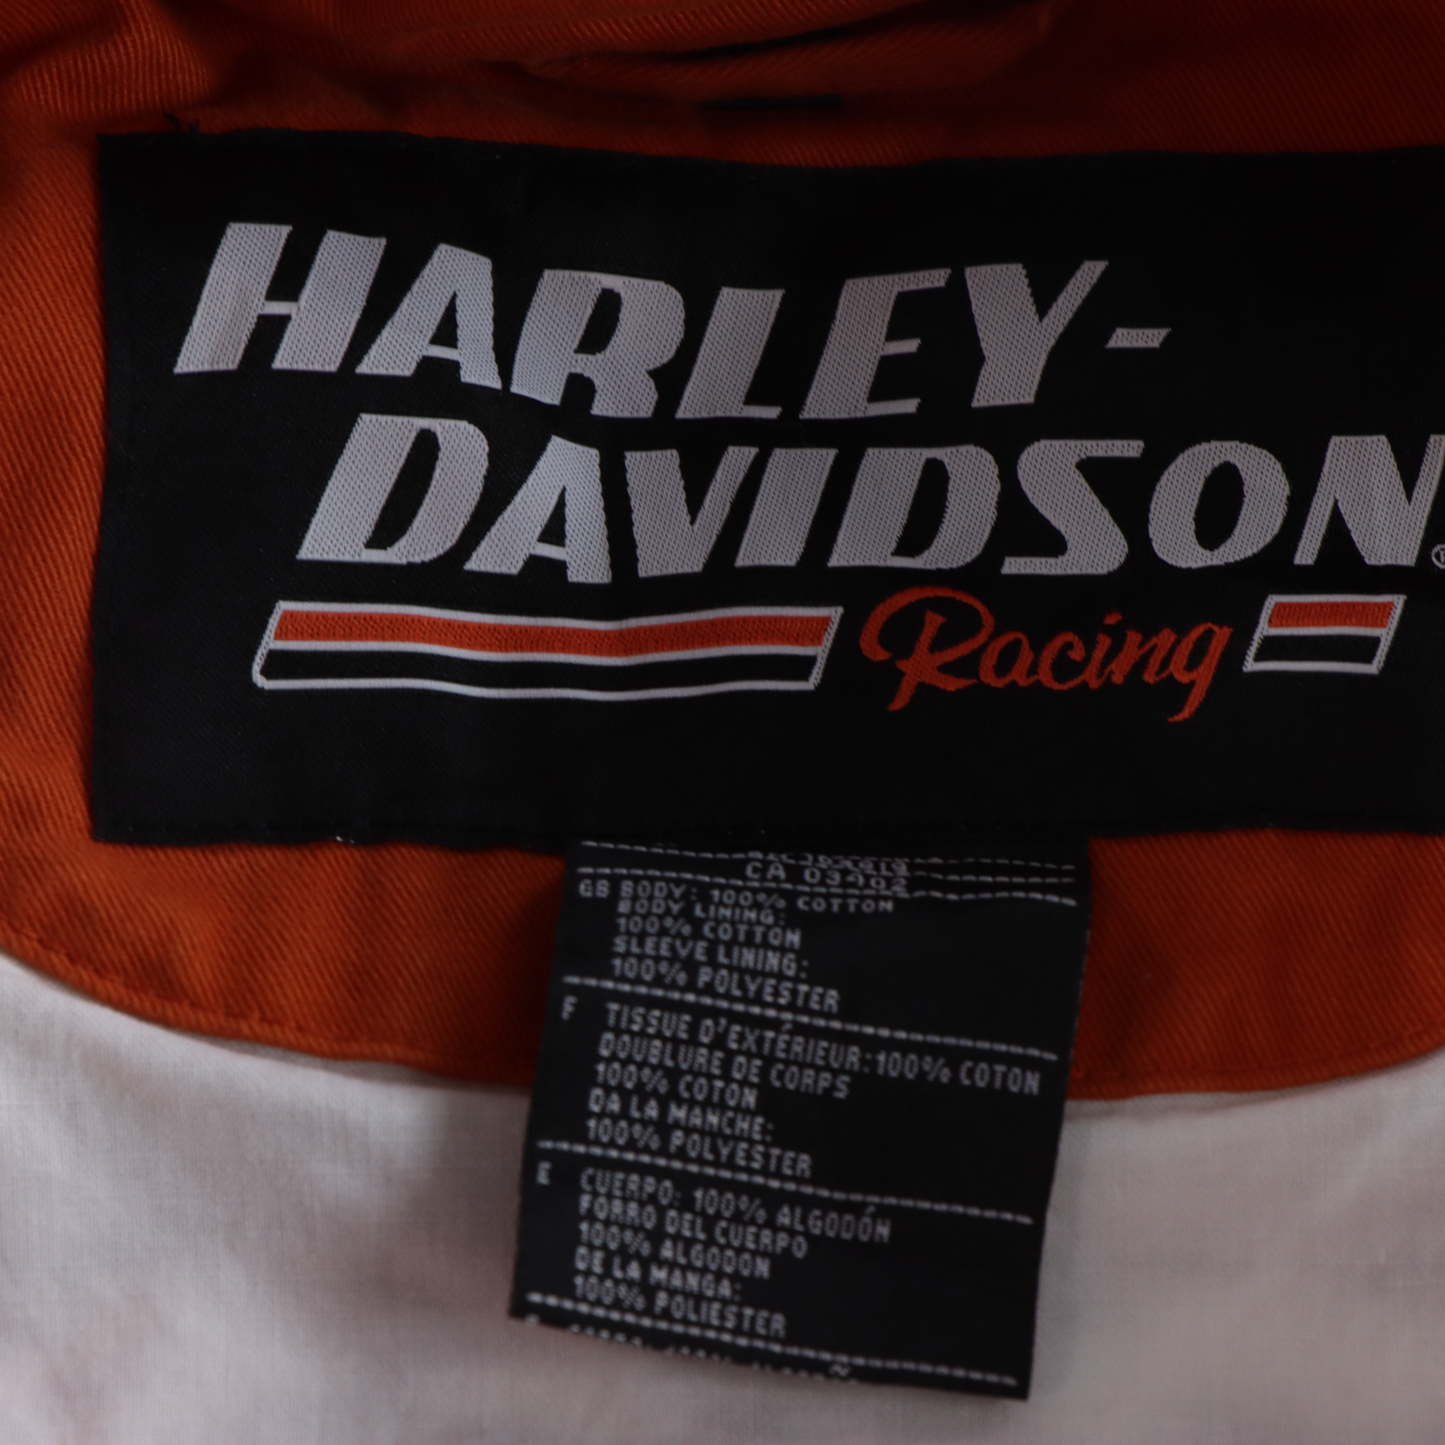 HARLEY-
DAVIDSON
Racing
CA 03402
GB BODY: 100% COTTON
BODY LINING:
100% COTTON
SLEEVE LINING:
100% POLYESTER
F TISSUE D'EXTÉRIEUR:100% COTON
DOUBLURE DE CORPS
100% COTON
DA LA MANCHE:
100% POLYESTER
E CUERPO: 100% ALGODÓN
FORRO DEL CUERPO
100% ALGODON
DE LA MANGA:
100% POLIESTER